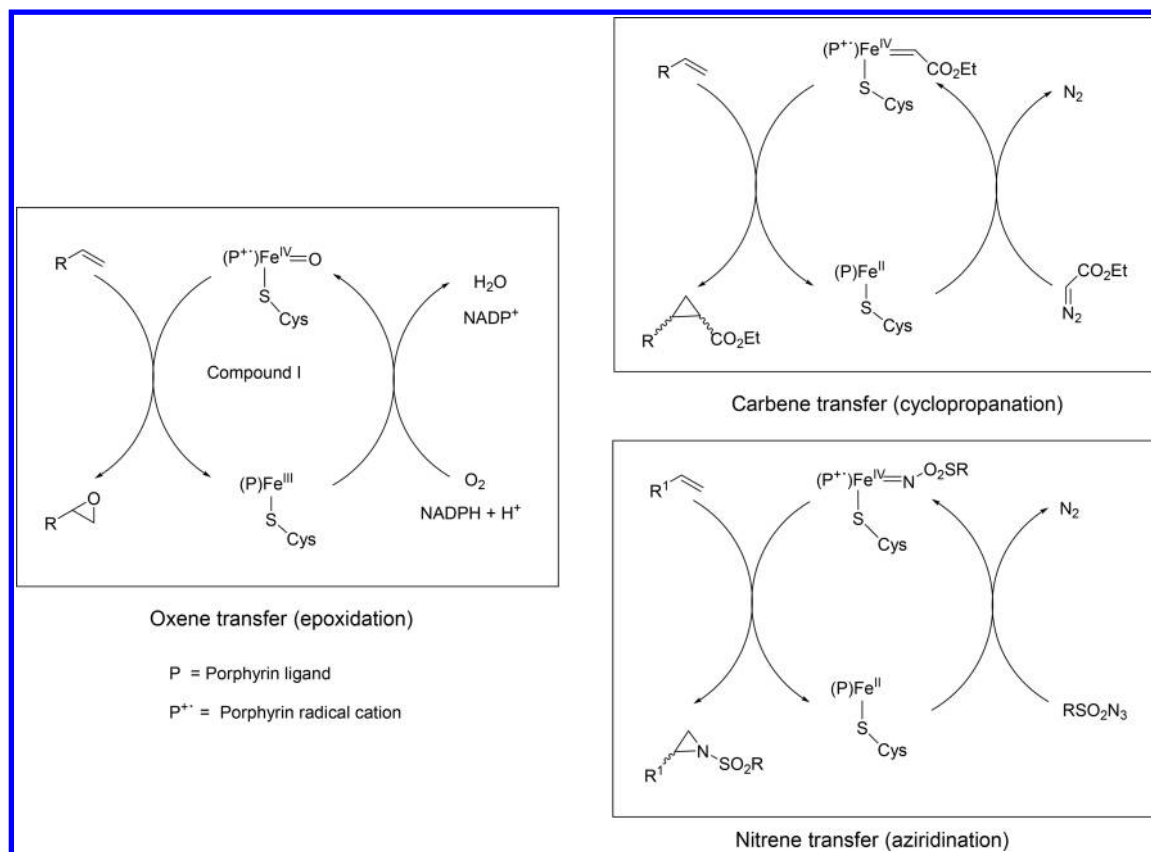 R
(P⁺·)Feᴵⱽ=O
S
Cys
H₂O
NADP⁺
Compound I
R
O
(P)Feᴵᴵᴵ
S
Cys
O₂
NADPH + H⁺
Oxene transfer (epoxidation)
P = Porphyrin ligand
P⁺· = Porphyrin radical cation
R
(P⁺·)Feᴵⱽ
CO₂Et
S
Cys
N₂
R
CO₂Et
(P)Feᴵᴵ
S
Cys
CO₂Et
N₂
Carbene transfer (cyclopropanation)
R¹
(P⁺·)Feᴵⱽ=N
O₂SR
S
Cys
N₂
R¹
N
SO₂R
(P)Feᴵᴵ
S
Cys
RSO₂N₃
Nitrene transfer (aziridination)